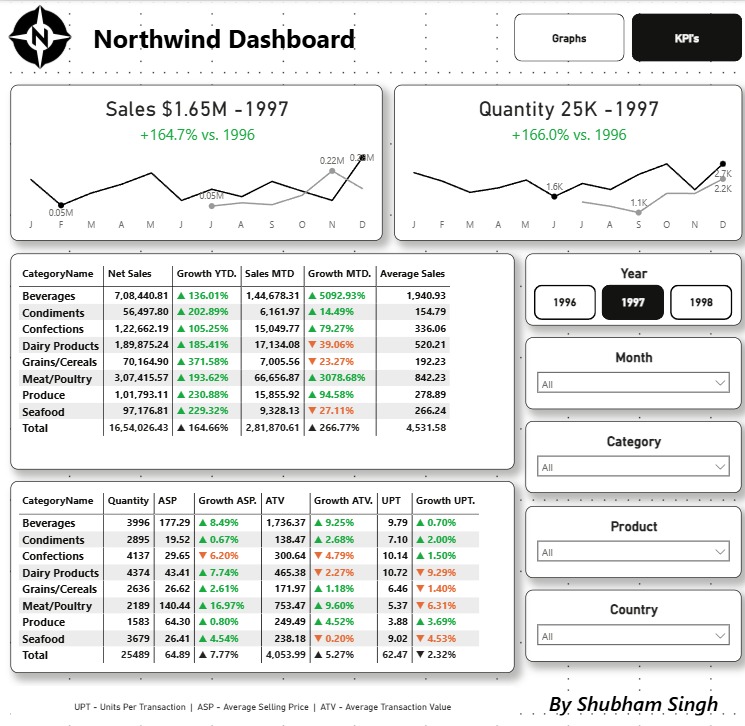 N
Northwind Dashboard
Graphs
KPI's
Sales $1.65M -1997
+164.7% vs. 1996
0.05M
0.05M
0.22M
J F M A M J J A S O N D
Quantity 25K -1997
+166.0% vs. 1996
1.6K
1.1K
2.7K
2.2K
J F M A M J J A S O N D
CategoryName Net Sales Growth YTD. Sales MTD Growth MTD. Average Sales
Beverages 7,08,440.81 ▲ 136.01% 1,44,678.31 ▲ 5092.93% 1,940.93
Condiments 56,497.80 ▲ 202.89% 6,161.97 ▲ 14.49% 154.79
Confections 1,22,662.19 ▲ 105.25% 15,049.77 ▲ 79.27% 336.06
Dairy Products 1,89,875.24 ▲ 185.41% 17,134.08 ▼ 39.06% 520.21
Grains/Cereals 70,164.90 ▲ 371.58% 7,005.56 ▼ 23.27% 192.23
Meat/Poultry 3,07,415.57 ▲ 193.62% 66,656.87 ▲ 3078.68% 842.23
Produce 1,01,793.11 ▲ 230.88% 15,855.92 ▲ 94.58% 278.89
Seafood 97,176.81 ▲ 229.32% 9,328.13 ▼ 27.11% 266.24
Total 16,54,026.43 ▲ 164.66% 2,81,870.61 ▲ 266.77% 4,531.58
Year
1996
1997
1998
Month
All
Category
All
Product
All
Country
All
CategoryName Quantity ASP Growth ASP. ATV Growth ATV. UPT Growth UPT.
Beverages 3996 177.29 ▲ 8.49% 1,736.37 ▲ 9.25% 9.79 ▲ 0.70%
Condiments 2895 19.52 ▲ 0.67% 138.47 ▲ 2.68% 7.10 ▲ 2.00%
Confections 4137 29.65 ▼ 6.20% 300.64 ▼ 4.79% 10.14 ▲ 1.50%
Dairy Products 4374 43.41 ▲ 7.74% 465.38 ▼ 2.27% 10.72 ▼ 9.29%
Grains/Cereals 2636 26.62 ▲ 2.61% 171.97 ▲ 1.18% 6.46 ▼ 1.40%
Meat/Poultry 2189 140.44 ▲ 16.97% 753.47 ▲ 9.60% 5.37 ▼ 6.31%
Produce 1583 64.30 ▲ 0.80% 249.49 ▲ 4.52% 3.88 ▲ 3.69%
Seafood 3679 26.41 ▲ 4.54% 238.18 ▼ 0.20% 9.02 ▼ 4.53%
Total 25489 64.89 ▲ 7.77% 4,053.99 ▲ 5.27% 62.47 ▼ 2.32%
UPT - Units Per Transaction | ASP - Average Selling Price | ATV - Average Transaction Value
By Shubham Singh